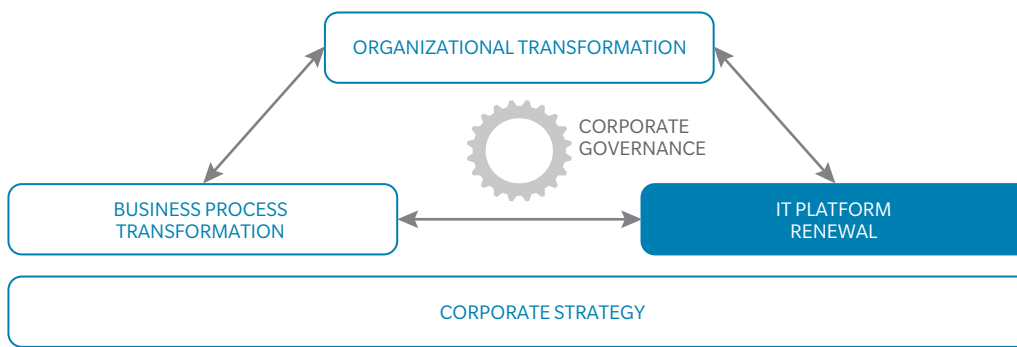 ORGANIZATIONAL TRANSFORMATION
CORPORATE
GOVERNANCE
BUSINESS PROCESS
TRANSFORMATION
IT PLATFORM
RENEWAL
CORPORATE STRATEGY